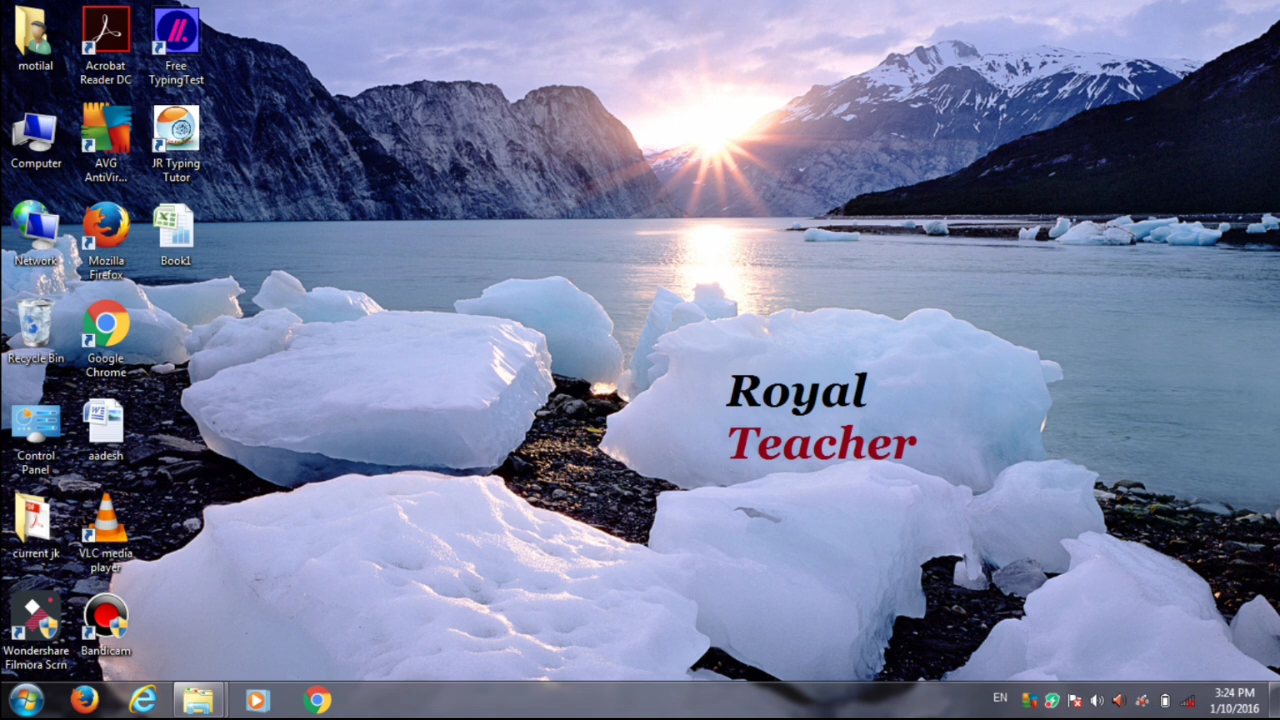 motilal
Acrobat
Reader DC
Free
TypingTest
Computer
AVG
AntiVir...
JR Typing
Tutor
Network
Mozilla
Firefox
Book1
Recycle Bin
Google
Chrome
Control
Panel
aadesh
current jk
VLC media
player
Wondershare
Filmora Scrn
Bandicam
Royal
Teacher
EN
3:24 PM
1/10/2016